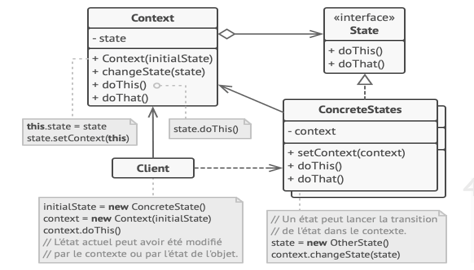 Context
- state
+ Context(initialState)
+ changeState(state)
+ doThis()
+ doThat()
«interface»
State
+ doThis()
+ doThat()
this.state = state
state.setContext(this)
state.doThis()
ConcreteStates
- context
+ setContext(context)
+ doThis()
+ doThat()
Client
initialState = new ConcreteState()
context = new Context(initialState)
context.doThis()
// L'état actuel peut avoir été modifié
// par le contexte ou par l'état de l'objet.
// Un état peut lancer la transition
// de l'état dans le contexte.
state = new OtherState()
context.changeState(state)